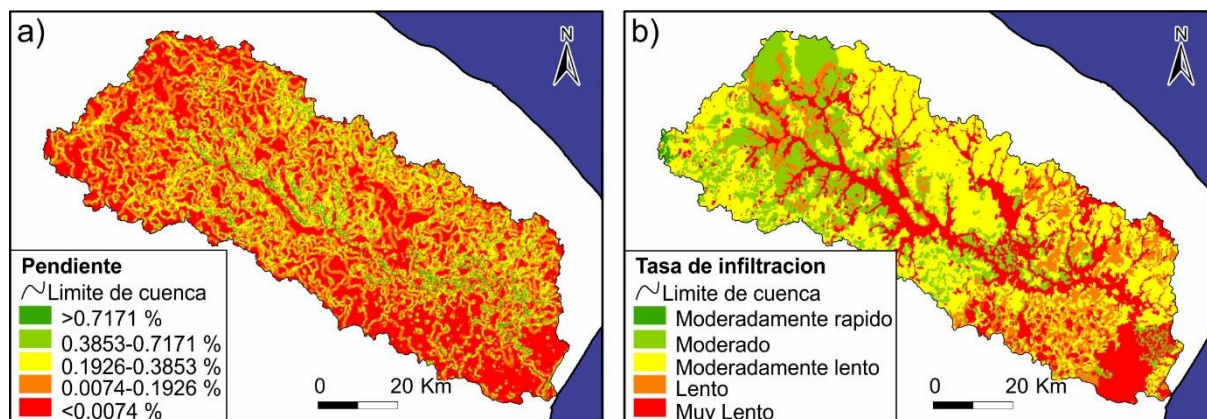 a)
N
Pendiente
Limite de cuenca
>0.7171 %
0.3853-0.7171 %
0.1926-0.3853 %
0.0074-0.1926 %
<0.0074 %
0 20 Km
b)
N
Tasa de infiltracion
Limite de cuenca
Moderadamente rapido
Moderado
Moderadamente lento
Lento
Muy Lento
0 20 Km